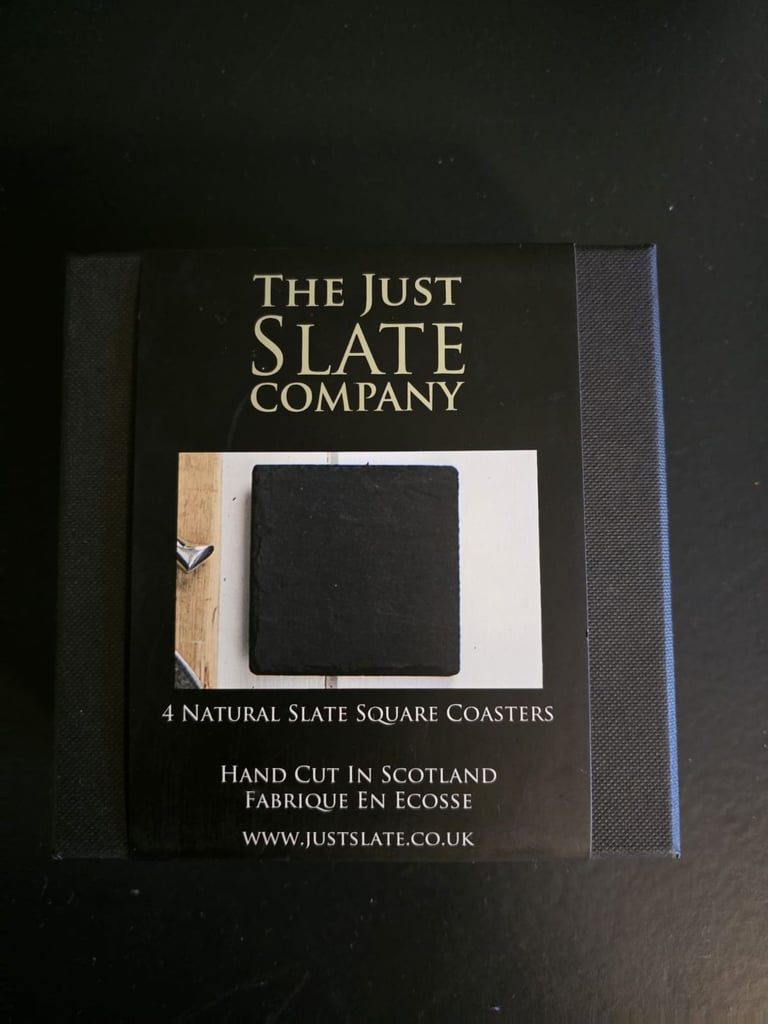 The Just
Slate
Company
4 Natural Slate Square Coasters
Hand Cut In Scotland
Fabrique En Ecosse
www.justslate.co.uk